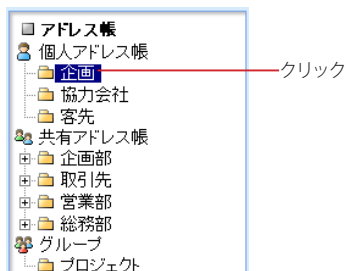 アドレス帳
個人アドレス帳
企画
クリック
協力会社
客先
共有アドレス帳
企画部
取引先
営業部
総務部
グループ
プロジェクト